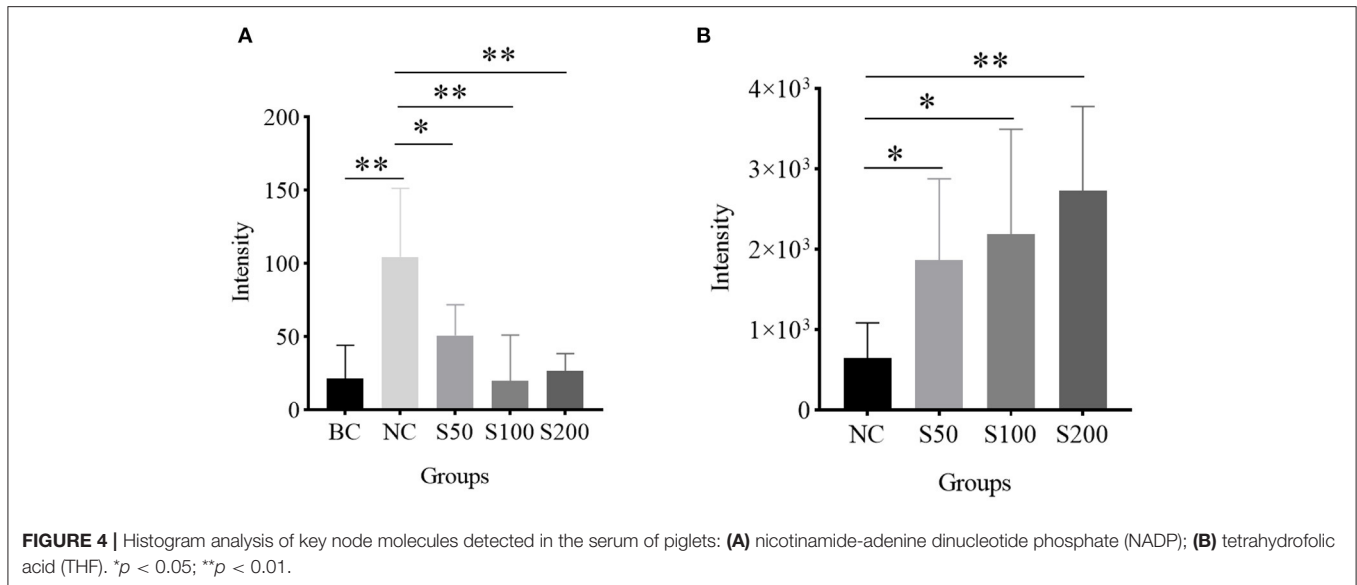 A
**
**
*
**
200
150
100
50
0
Intensity
BC NC S50 S100 S200
Groups
B
**
*
*
4×10³
3×10³
2×10³
1×10³
0
Intensity
NC S50 S100 S200
Groups
FIGURE 4 | Histogram analysis of key node molecules detected in the serum of piglets: (A) nicotinamide-adenine dinucleotide phosphate (NADP); (B) tetrahydrofolic
acid (THF). *p < 0.05; **p < 0.01.